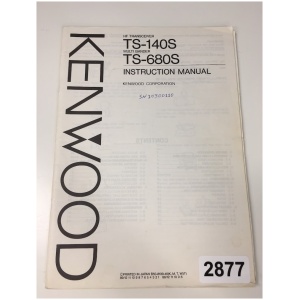 KENWOOD
HF TRANSCEIVER
TS-140S
MULTI BANDER
TS-680S
INSTRUCTION MANUAL
KENWOOD CORPORATION
2877